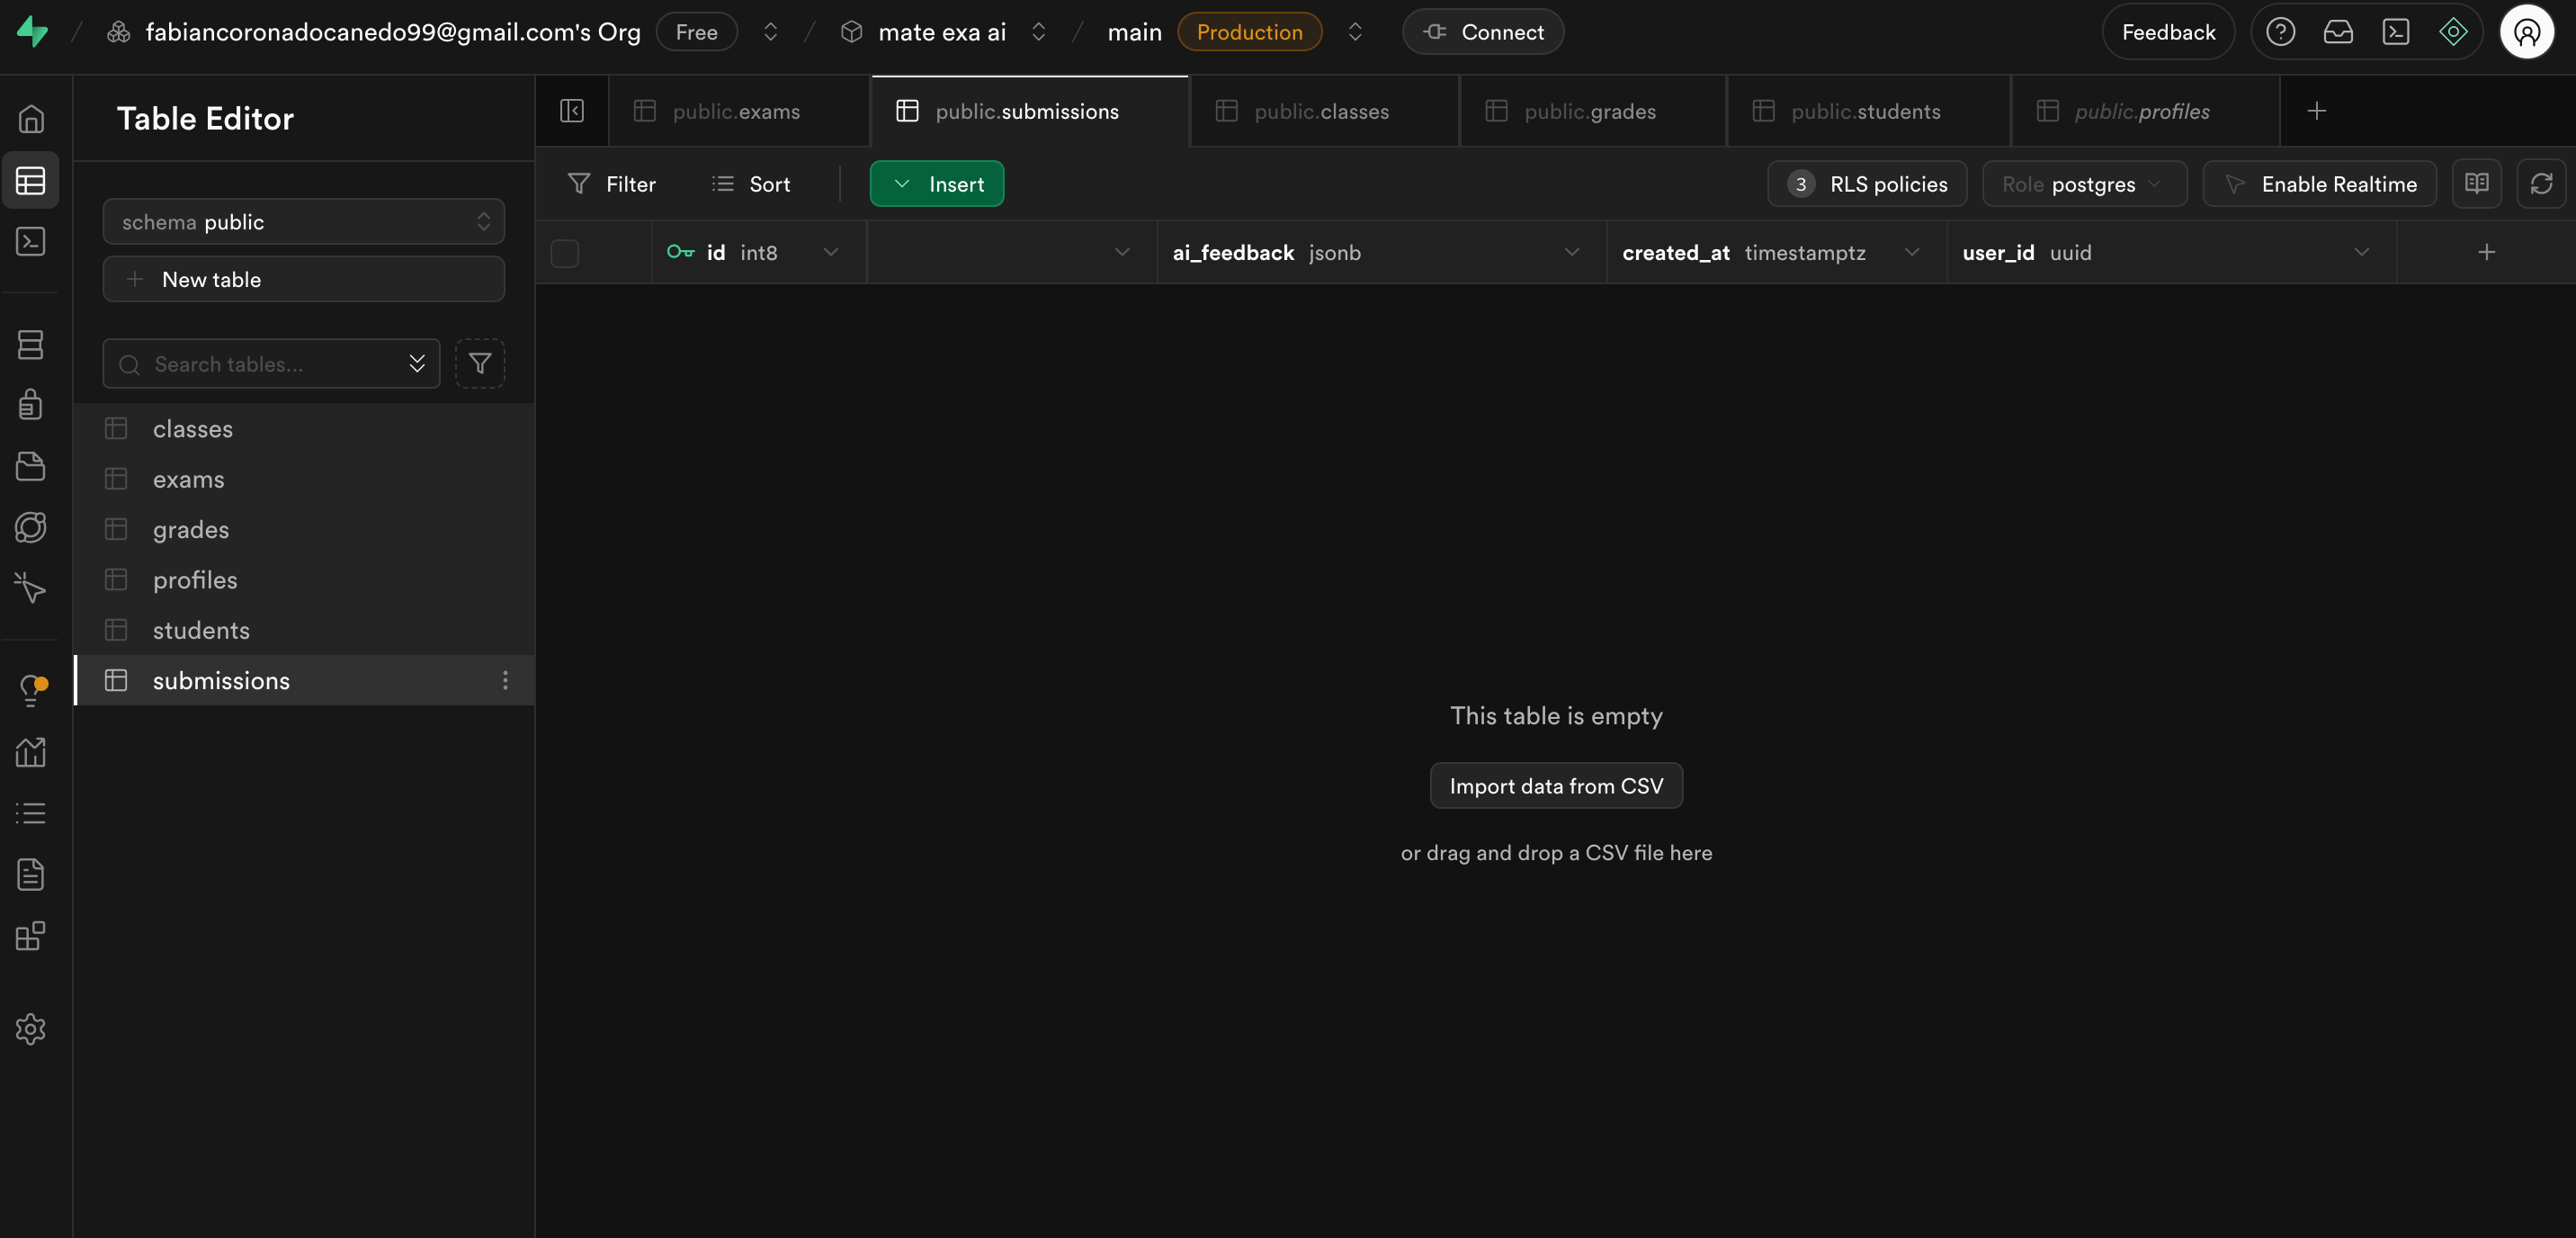 fabiancoronadocanedo99@gmail.com's Org Free / mate exa ai / main Production Connect Feedback
Table Editor
public.exams public.submissions public.classes public.grades public.students public.profiles
Filter Sort Insert 3 RLS policies Role postgres Enable Realtime
schema public
id int8 ai_feedback jsonb created_at timestamptz user_id uuid
New table
Search tables...
classes
exams
grades
profiles
students
submissions
This table is empty
Import data from CSV
or drag and drop a CSV file here